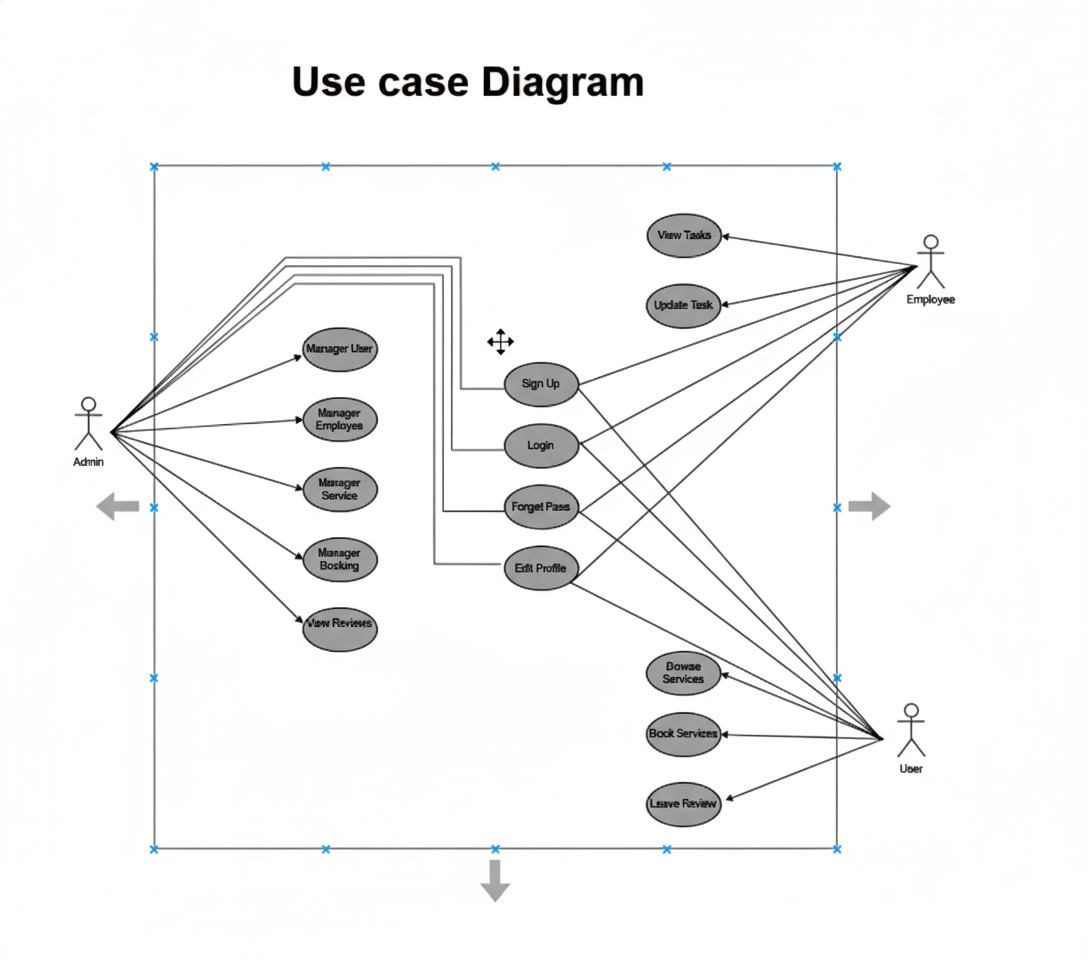 Use case Diagram
View Tasks
Employee
Update Task
Manager User
Sign Up
Admin
Manager
Employes
Login
Manager
Service
Forget Pass
Manager
Bosking
Edit Profile
View Reviews
Bowse
Services
Book Services
User
Leave Review